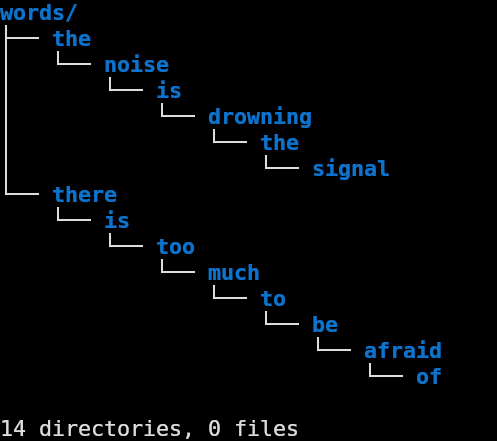 words/
the
noise
is
drowning
the
signal
there
is
too
much
to
be
afraid
of
14 directories, 0 files